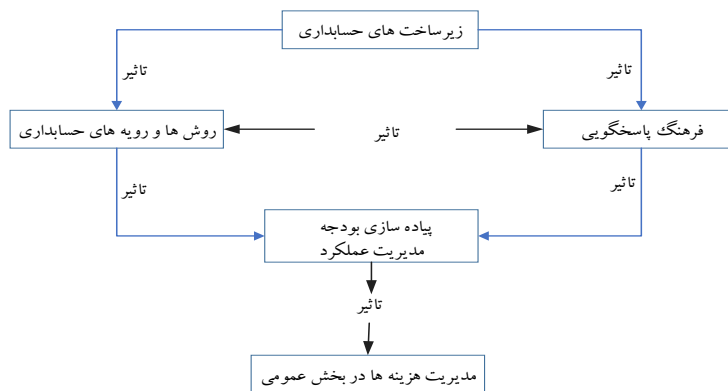 زیرساخت های حسابداری
تاثیر
تاثیر
فرهنگ پاسخگویی
تاثیر
روش ها و رویه های حسابداری
تاثیر
تاثیر
پیاده سازی بودجه
مدیریت عملکرد
تاثیر
مدیریت هزینه ها در بخش عمومی